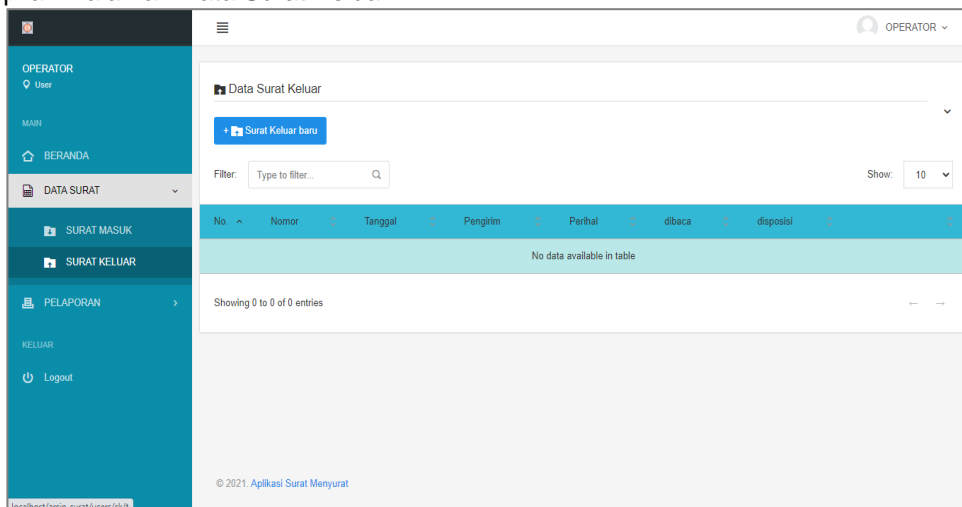 OPERATOR
OPERATOR
User
MAIN
BERANDA
DATA SURAT
SURAT MASUK
SURAT KELUAR
PELAPORAN
KELUAR
Logout
Data Surat Keluar
+ Surat Keluar baru
Filter: Type to filter... Show: 10
No. Nomor Tanggal Pengirim Perihal dibaca disposisi
No data available in table
Showing 0 to 0 of 0 entries ← →
© 2021. Aplikasi Surat Menyurat